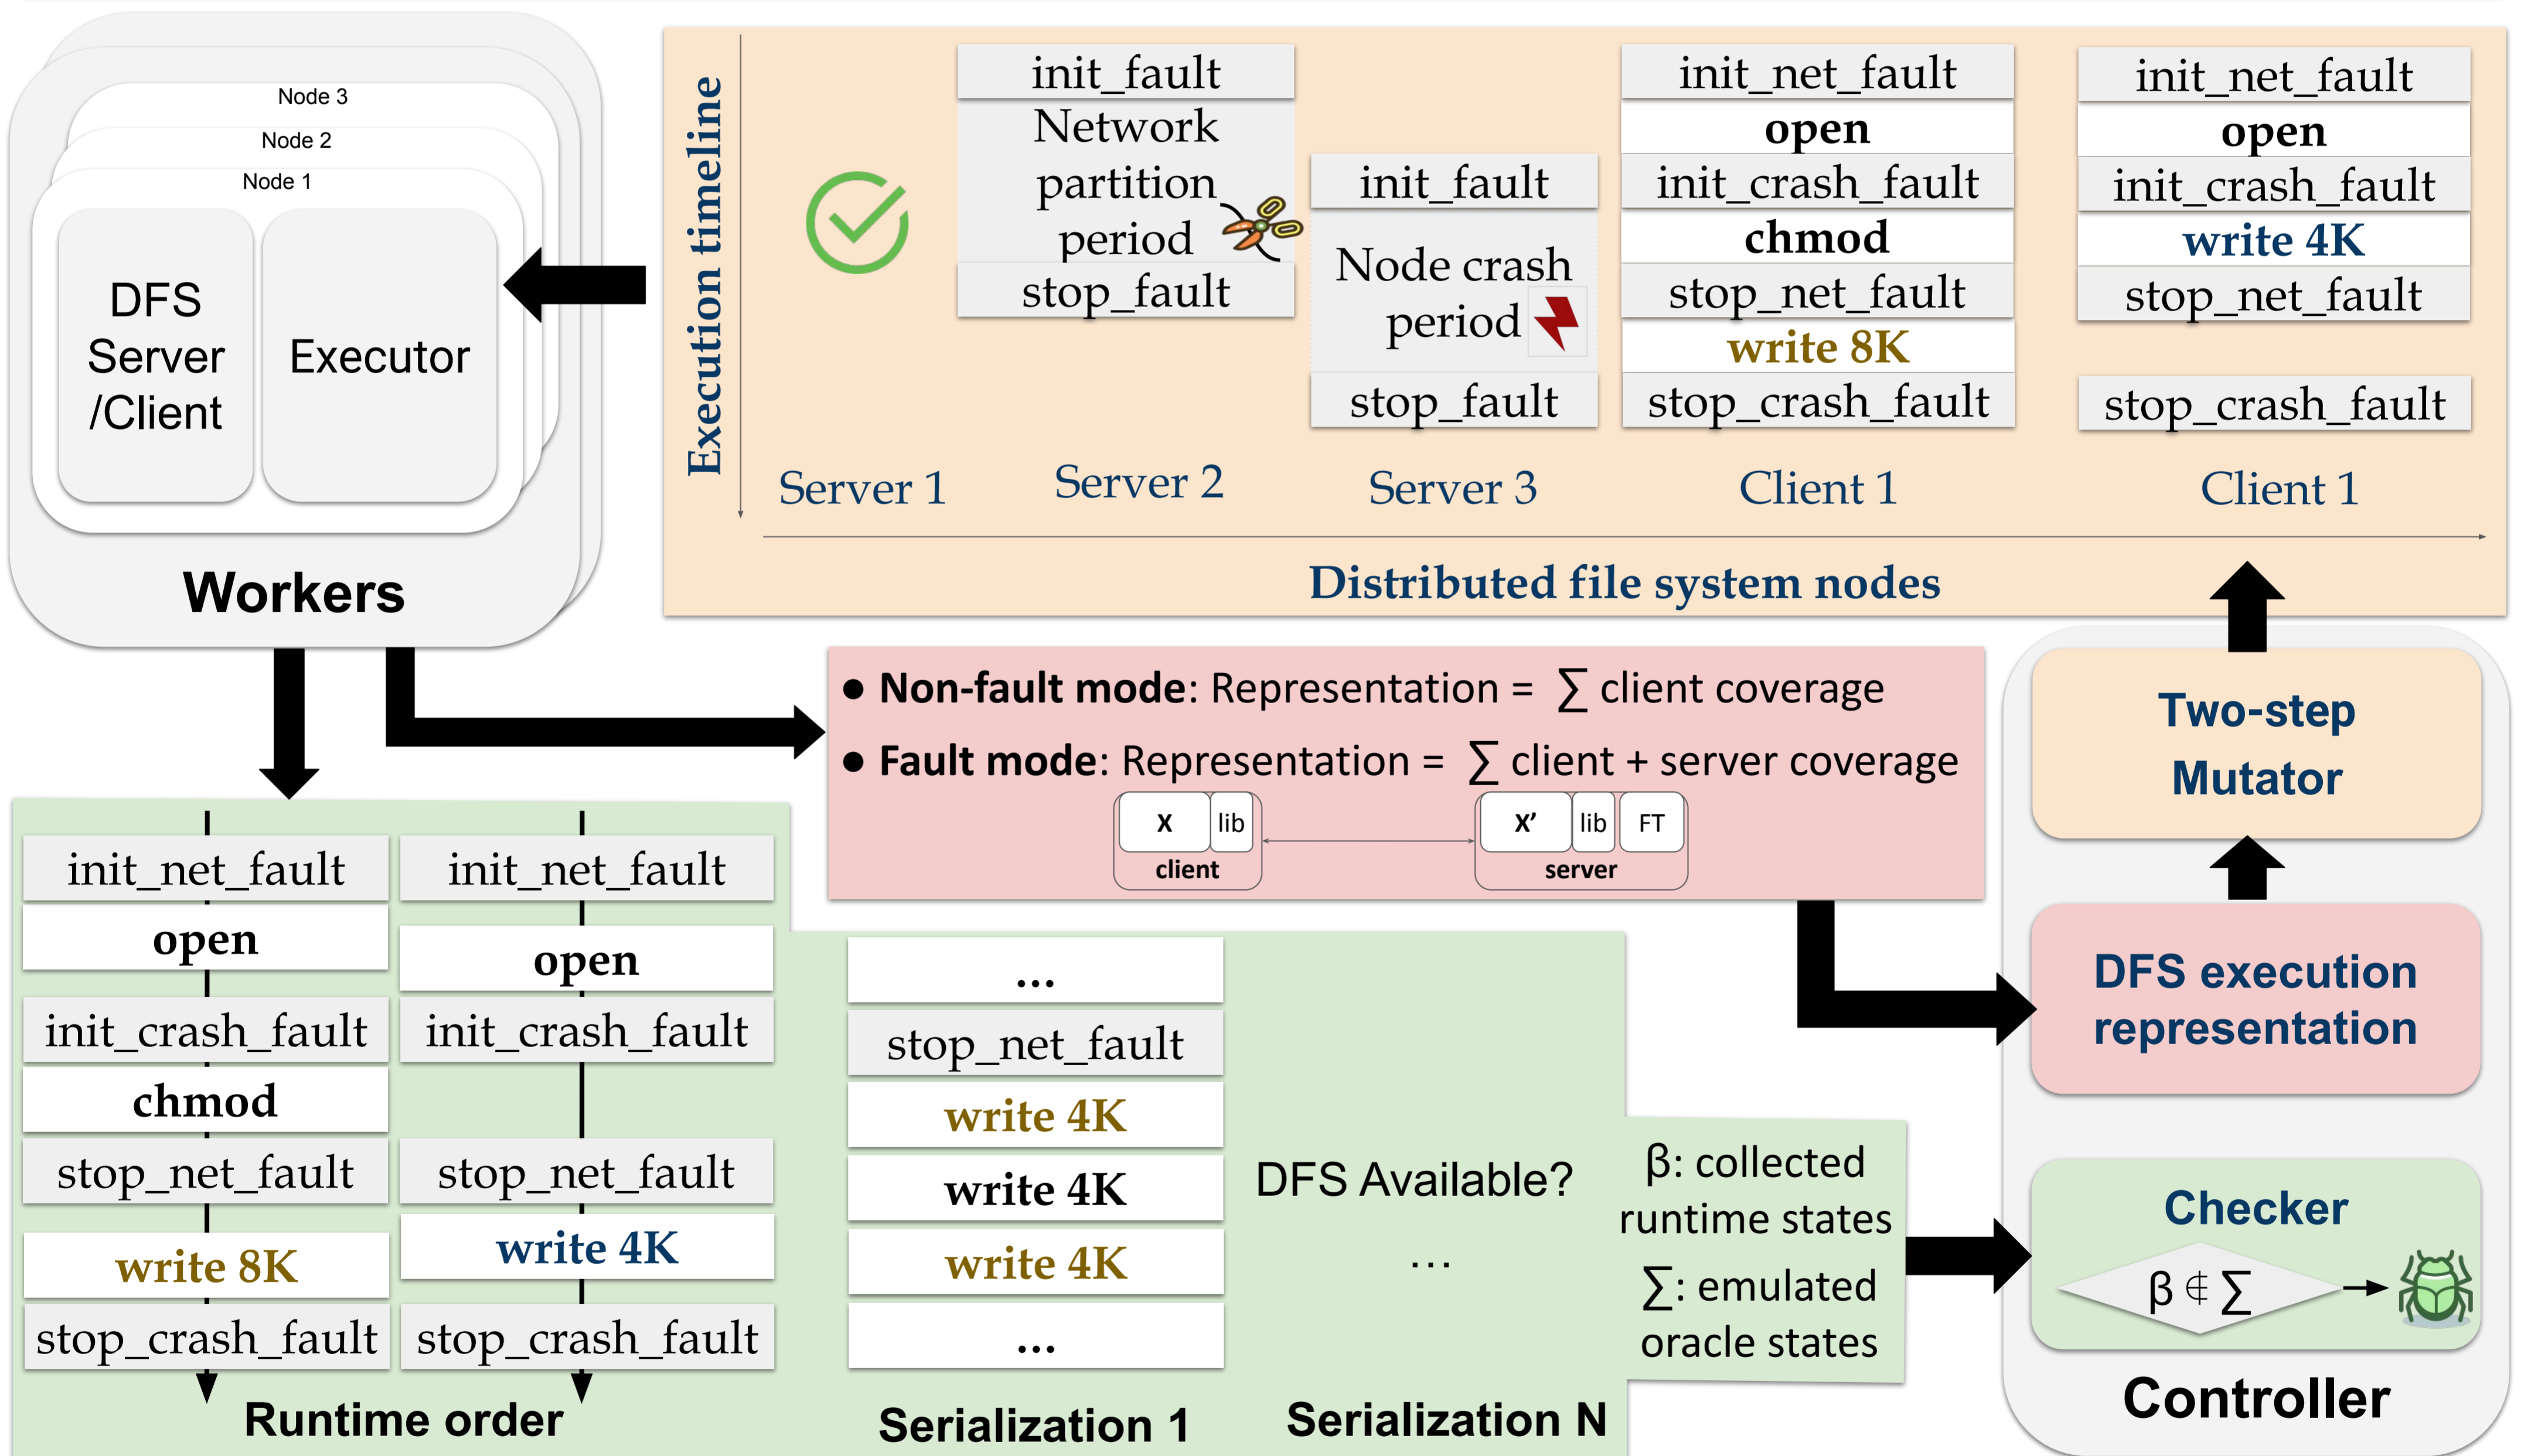 Node 3
Node 2
Node 1
DFS
Server
/Client
Executor
Workers
Execution timeline
Server 1
init_fault
Network
partition
period
stop_fault
Server 2
init_fault
Node crash
period
stop_fault
Server 3
init_net_fault
open
init_crash_fault
chmod
stop_net_fault
write 8K
stop_crash_fault
Client 1
init_net_fault
open
init_crash_fault
write 4K
stop_net_fault
stop_crash_fault
Client 1
Distributed file system nodes
● Non-fault mode: Representation = ∑ client coverage
● Fault mode: Representation = ∑ client + server coverage
X
lib
client
X’
lib
FT
server
Two-step
Mutator
DFS execution
representation
Checker
β ∉ ∑
Controller
init_net_fault
open
init_crash_fault
chmod
stop_net_fault
write 8K
stop_crash_fault
init_net_fault
open
init_crash_fault
stop_net_fault
write 4K
stop_crash_fault
Runtime order
...
stop_net_fault
write 4K
write 4K
write 4K
...
Serialization 1
DFS Available?
...
Serialization N
β: collected
runtime states
∑: emulated
oracle states